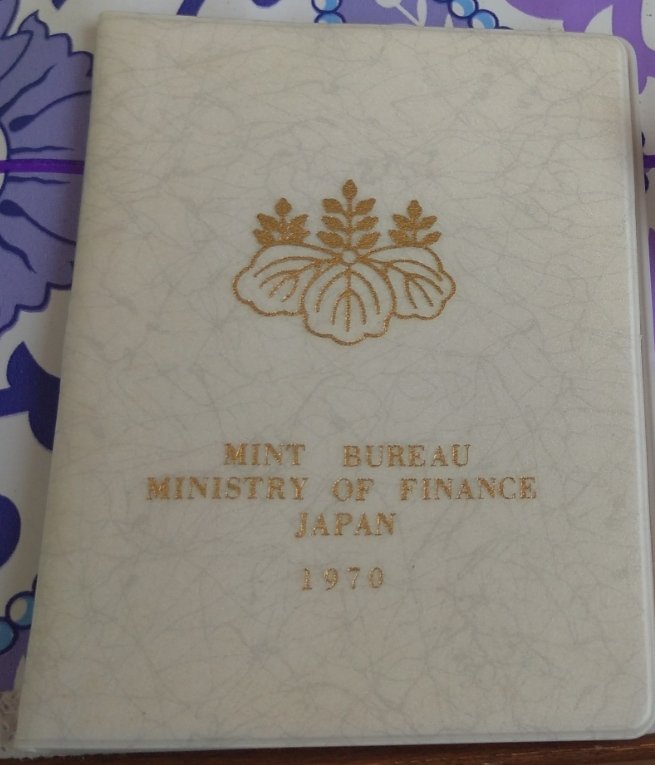 MINT BUREAU
MINISTRY OF FINANCE
JAPAN
1970